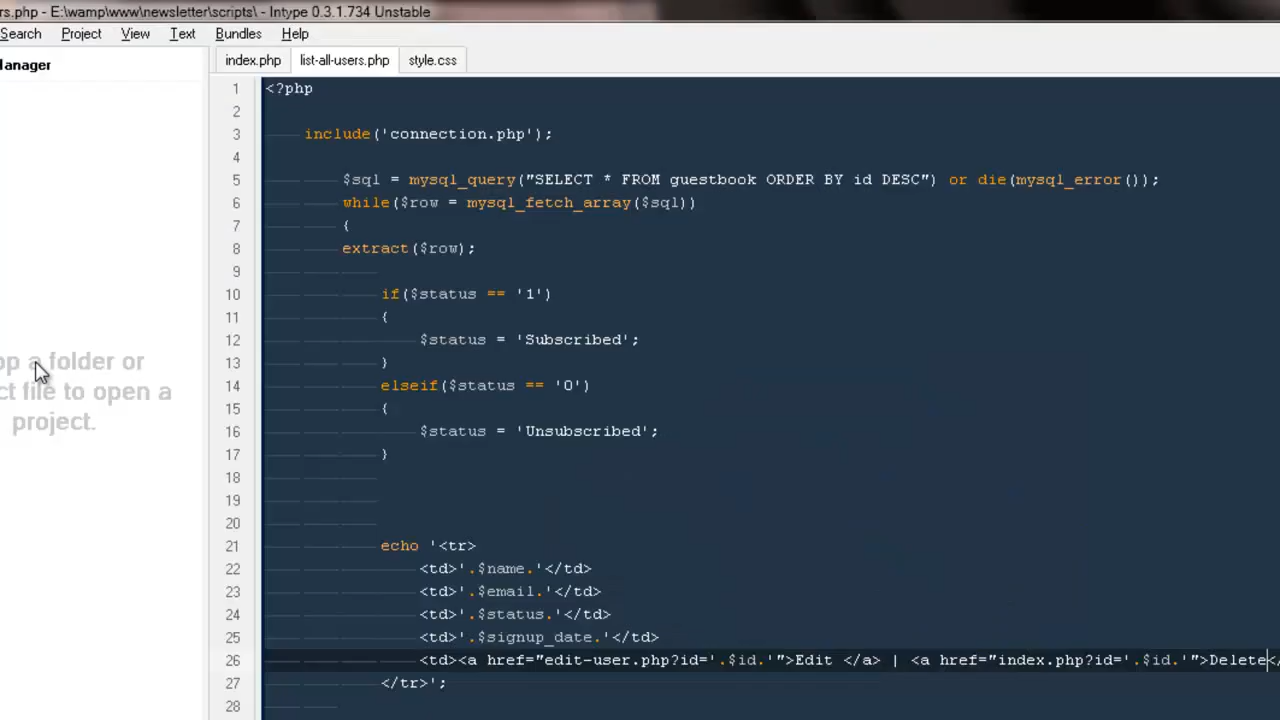 rs.php - E:\wamp\www\newsletter\scripts\ - Intype 0.3.1.734 Unstable
Search Project View Text Bundles Help
Manager
index.php list-all-users.php style.css
op a folder or
ct file to open a
project.
1 <?php
2
3 include('connection.php');
4
5 $sql = mysql_query("SELECT * FROM guestbook ORDER BY id DESC") or die(mysql_error());
6 while($row = mysql_fetch_array($sql))
7 {
8 extract($row);
9
10 if($status == '1')
11 {
12 $status = 'Subscribed';
13 }
14 elseif($status == '0')
15 {
16 $status = 'Unsubscribed';
17 }
18
19
20
21 echo '<tr>
22 <td>'.$name.'</td>
23 <td>'.$email.'</td>
24 <td>'.$status.'</td>
25 <td>'.$signup_date.'</td>
26 <td><a href="edit-user.php?id='.$id.'">Edit </a> | <a href="index.php?id='.$id.'">Delete<
27 </tr>';
28